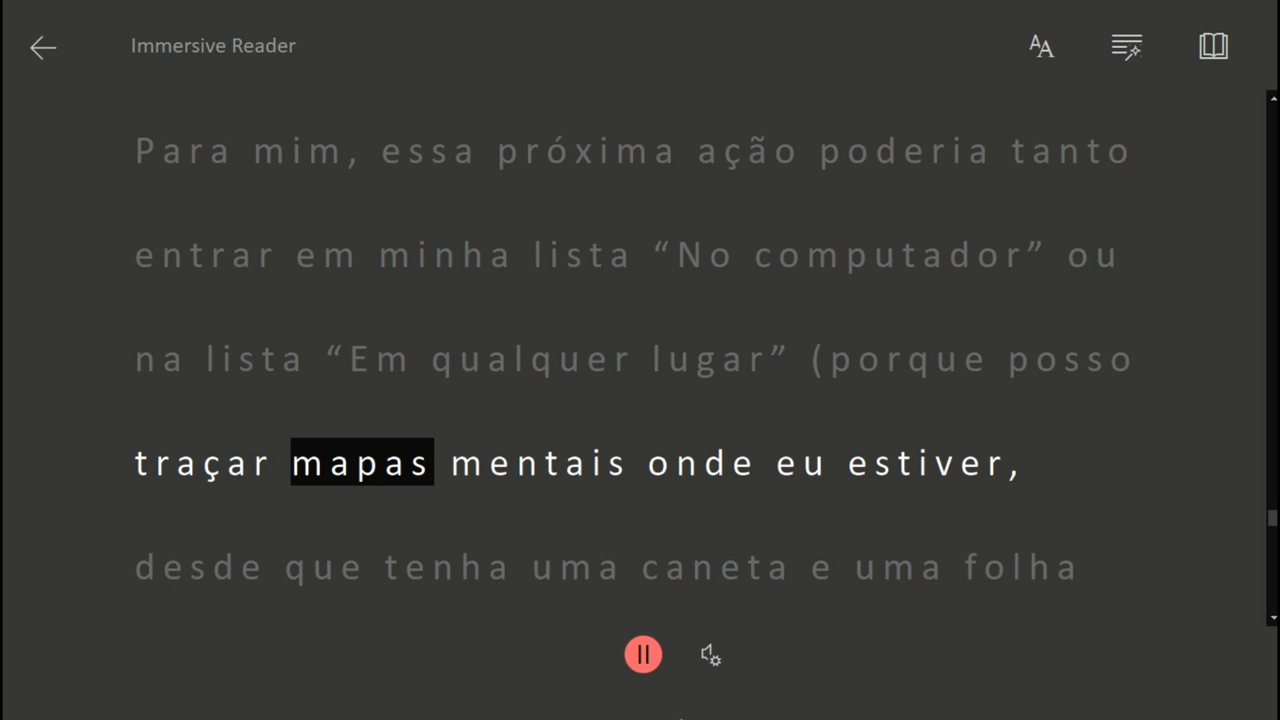 Immersive Reader
Para mim, essa próxima ação poderia tanto
entrar em minha lista “No computador” ou
na lista “Em qualquer lugar” (porque posso
traçar mapas mentais onde eu estiver,
desde que tenha uma caneta e uma folha